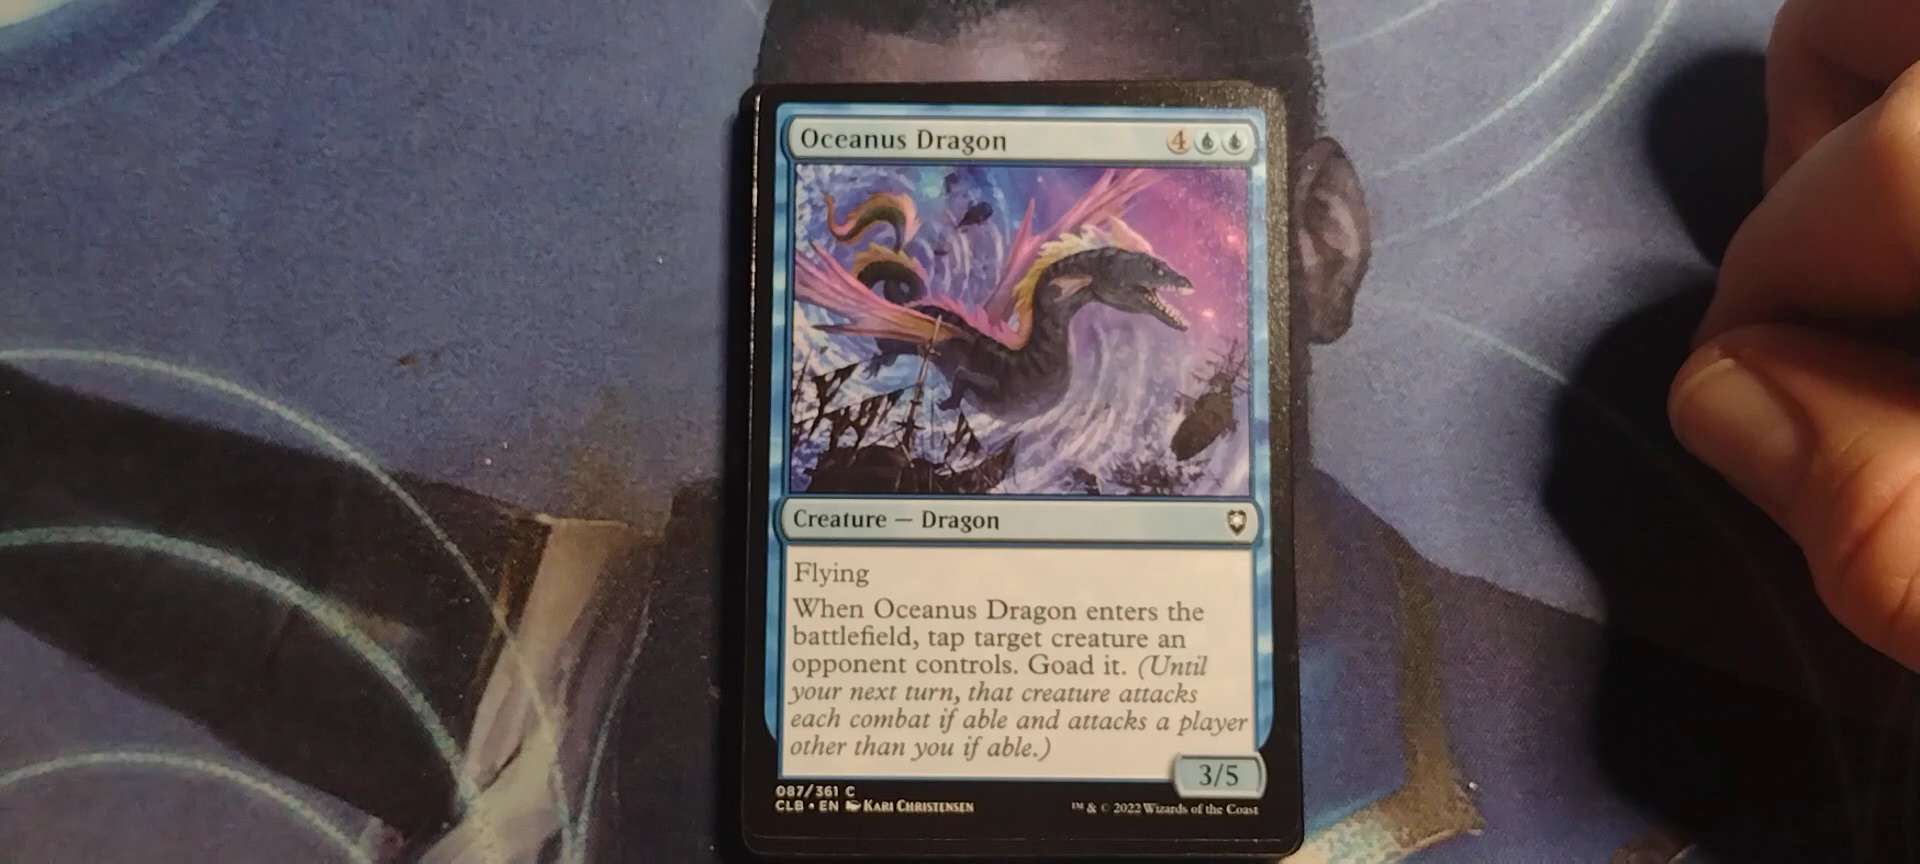 Oceanus Dragon 4
Creature — Dragon
Flying
When Oceanus Dragon enters the
battlefield, tap target creature an
opponent controls. Goad it. (Until
your next turn, that creature attacks
each combat if able and attacks a player
other than you if able.)
3/5
087/361 C
CLB • EN Kari Christensen
™ & © 2022 Wizards of the Coast